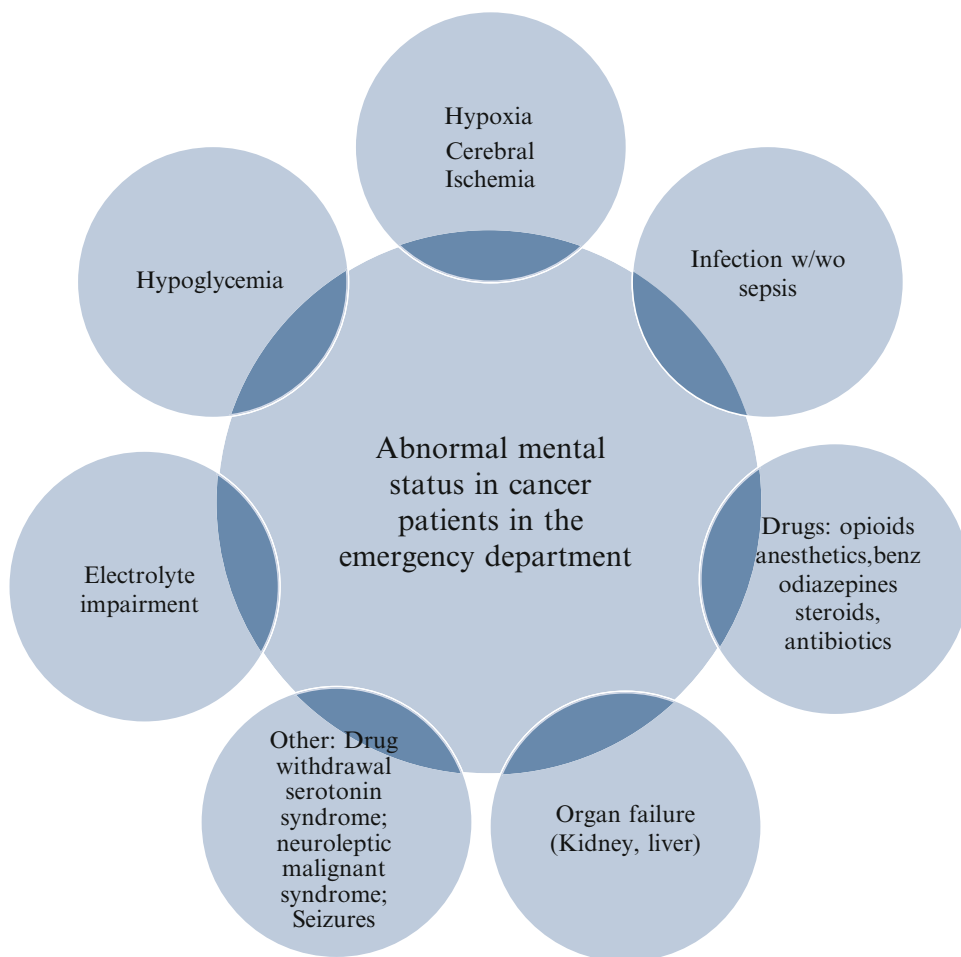 Hypoxia
Cerebral
Ischemia
Infection w/wo
sepsis
Hypoglycemia
Abnormal mental
status in cancer
patients in the
emergency department
Drugs: opioids
anesthetics,benz
odiazepines
steroids,
antibiotics
Electrolyte
impairment
Other: Drug
withdrawal
serotonin
syndrome;
neuroleptic
malignant
syndrome;
Seizures
Organ failure
(Kidney, liver)